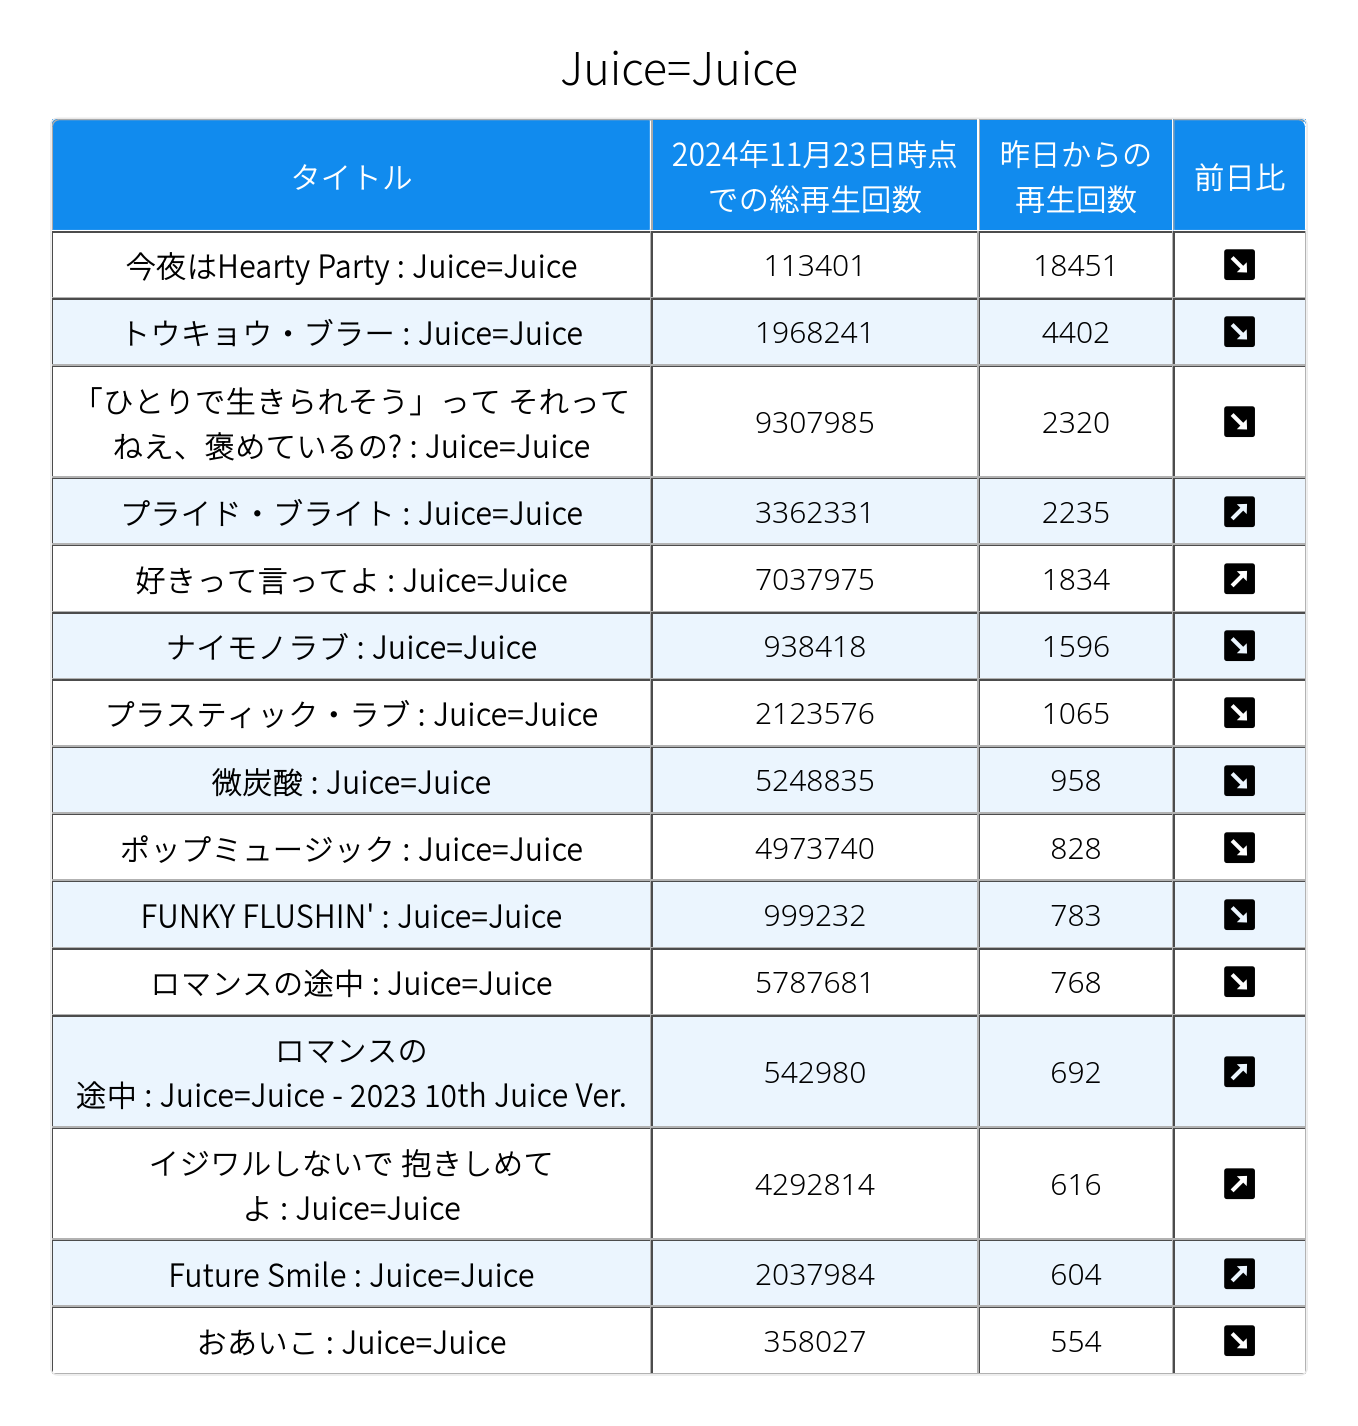 Juice=Juice
タイトル
2024年11月23日時点
での総再生回数
昨日からの
再生回数
前日比
今夜はHearty Party : Juice=Juice 113401 18451 ↘
トウキョウ・ブラー : Juice=Juice 1968241 4402 ↘
「ひとりで生きられそう」って それって
ねえ、褒めているの? : Juice=Juice 9307985 2320 ↘
プライド・ブライト : Juice=Juice 3362331 2235 ↗
好きって言ってよ : Juice=Juice 7037975 1834 ↗
ナイモノラブ : Juice=Juice 938418 1596 ↘
プラスティック・ラブ : Juice=Juice 2123576 1065 ↘
微炭酸 : Juice=Juice 5248835 958 ↘
ポップミュージック : Juice=Juice 4973740 828 ↘
FUNKY FLUSHIN' : Juice=Juice 999232 783 ↘
ロマンスの途中 : Juice=Juice 5787681 768 ↘
ロマンスの
途中 : Juice=Juice - 2023 10th Juice Ver. 542980 692 ↗
イジワルしないで 抱きしめて
よ : Juice=Juice 4292814 616 ↗
Future Smile : Juice=Juice 2037984 604 ↗
おあいこ : Juice=Juice 358027 554 ↘